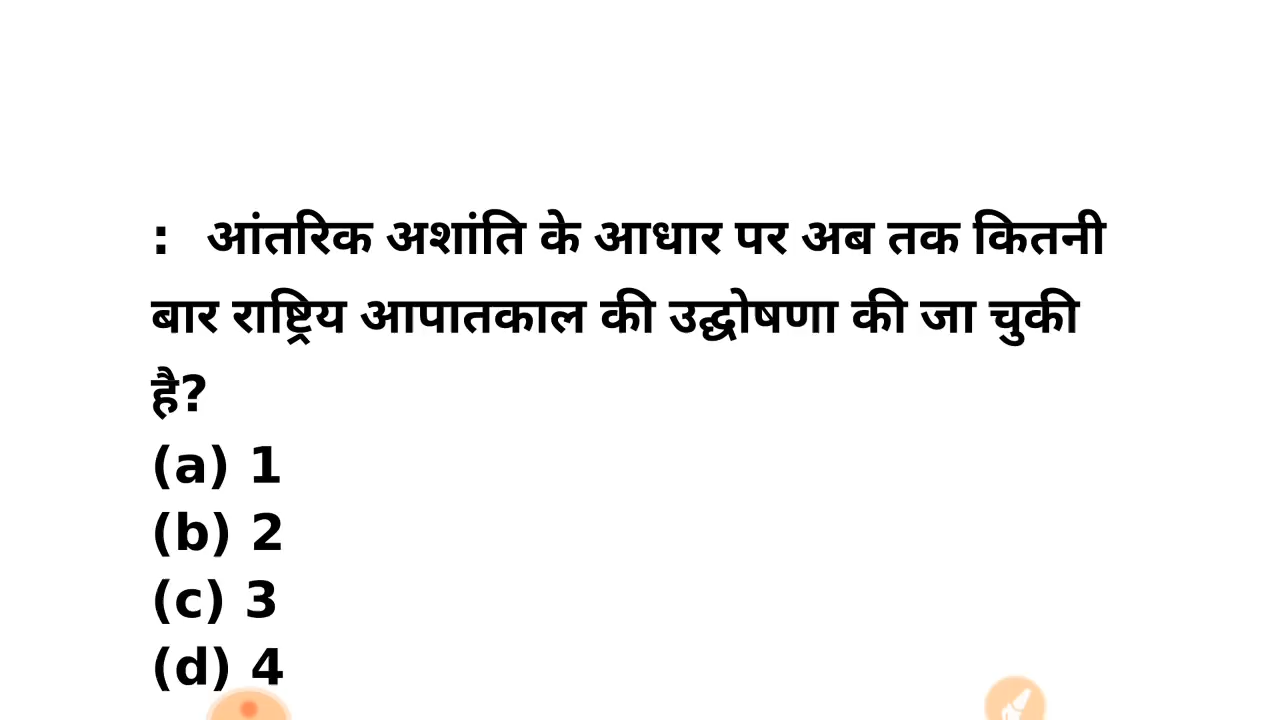 : आंतरिक अशांति के आधार पर अब तक कितनी
बार राष्ट्रिय आपातकाल की उद्घोषणा की जा चुकी
है?
(a) 1
(b) 2
(c) 3
(d) 4